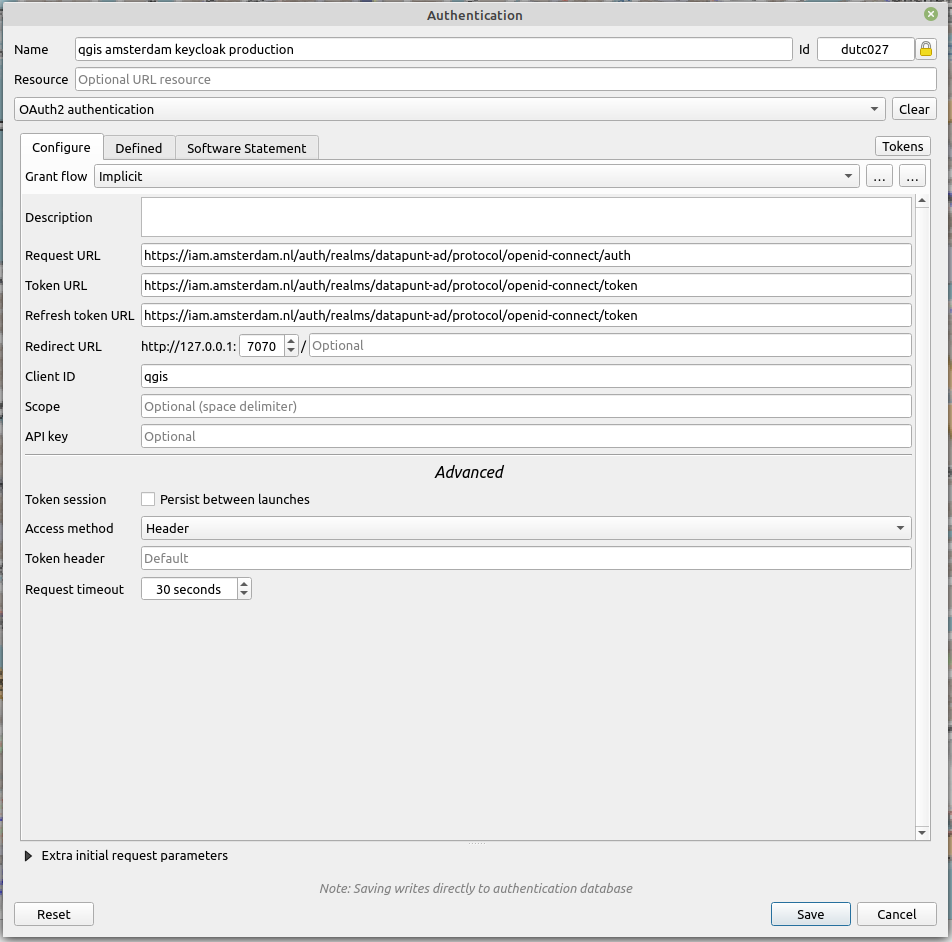 Authentication
Name qgis amsterdam keycloak production Id dutc027
Resource Optional URL resource
OAuth2 authentication Clear
Configure Defined Software Statement Tokens
Grant flow Implicit ... ...
Description
Request URL https://iam.amsterdam.nl/auth/realms/datapunt-ad/protocol/openid-connect/auth
Token URL https://iam.amsterdam.nl/auth/realms/datapunt-ad/protocol/openid-connect/token
Refresh token URL https://iam.amsterdam.nl/auth/realms/datapunt-ad/protocol/openid-connect/token
Redirect URL http://127.0.0.1: 7070 / Optional
Client ID qgis
Scope Optional (space delimiter)
API key Optional
Advanced
Token session Persist between launches
Access method Header
Token header Default
Request timeout 30 seconds
Extra initial request parameters
Note: Saving writes directly to authentication database
Reset Save Cancel